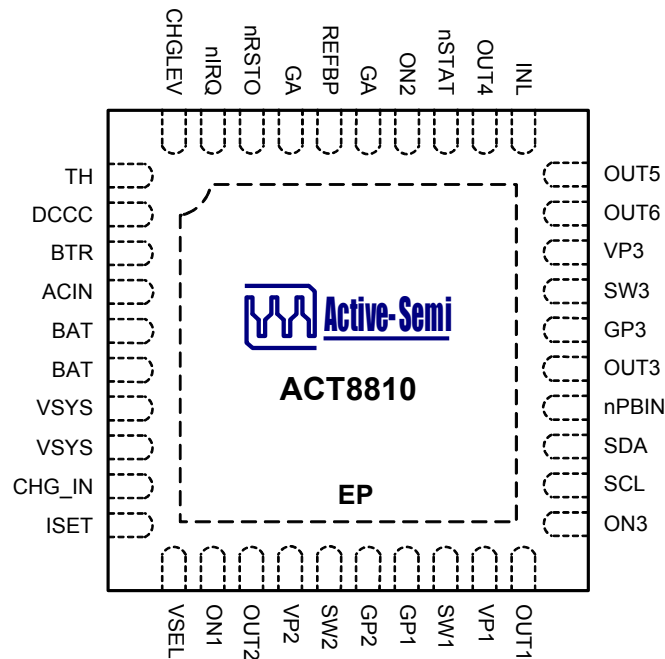 CHGLEV
nIRQ
nRSTO
GA
REFBP
GA
ON2
nSTAT
OUT4
INL
TH
DCCC
BTR
ACIN
BAT
BAT
VSYS
VSYS
CHG_IN
ISET
Active-Semi
ACT8810
EP
OUT5
OUT6
VP3
SW3
GP3
OUT3
nPBIN
SDA
SCL
ON3
VSEL
ON1
OUT2
VP2
SW2
GP2
GP1
SW1
VP1
OUT1